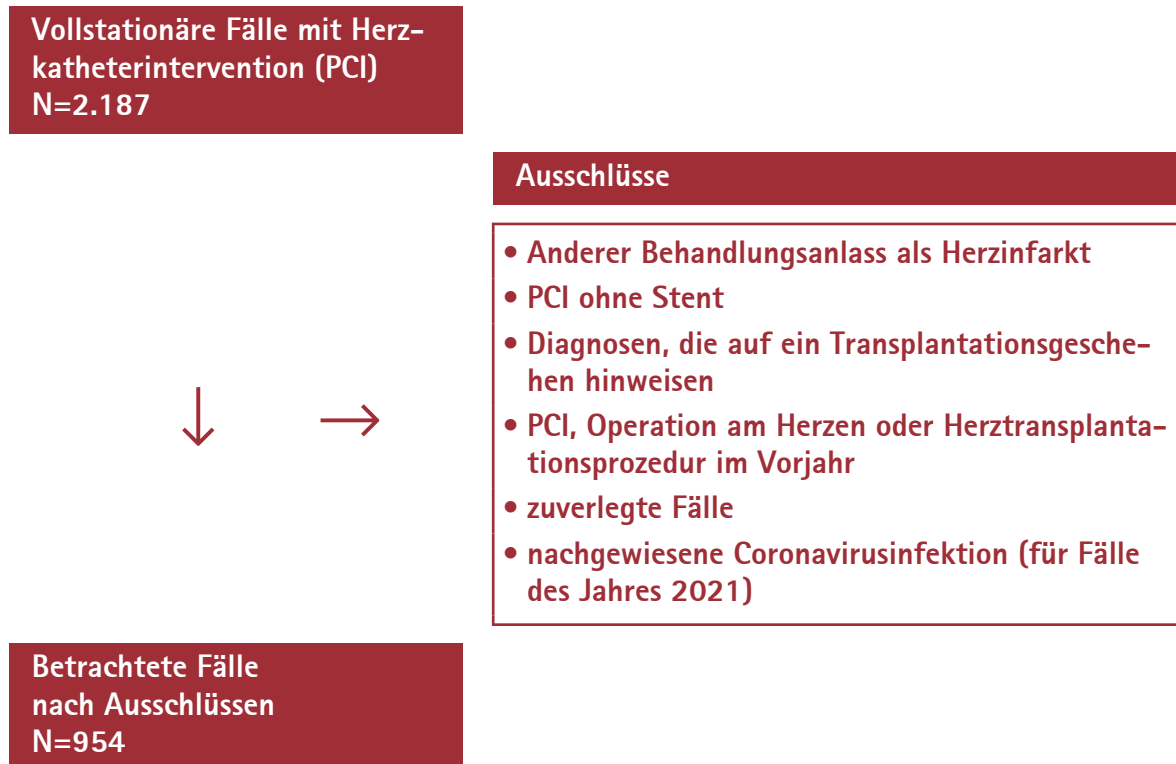 Vollstationäre Fälle mit Herz-
katheterintervention (PCI)
N=2.187
Ausschlüsse
• Anderer Behandlungsanlass als Herzinfarkt
• PCI ohne Stent
• Diagnosen, die auf ein Transplantationsgesche-
hen hinweisen
• PCI, Operation am Herzen oder Herztransplanta-
tionsprozedur im Vorjahr
• zuverlegte Fälle
• nachgewiesene Coronavirusinfektion (für Fälle
des Jahres 2021)
Betrachtete Fälle
nach Ausschlüssen
N=954